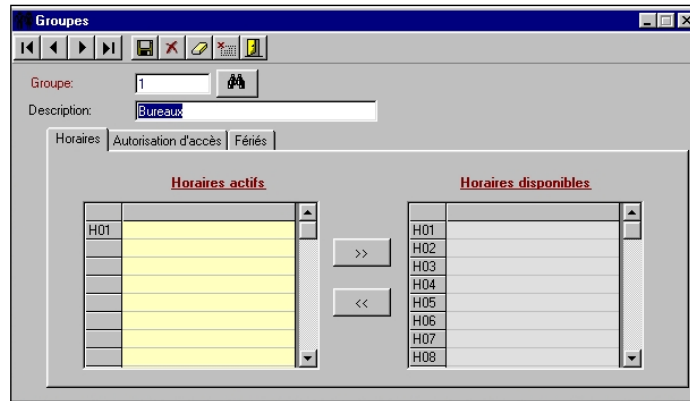 Groupes
Groupe: 1
Description: Bureaux
Horaires Autorisation d'accès Fériés
Horaires actifs Horaires disponibles
H01 H01
>> H02
H03
H04
<< H05
H06
H07
H08